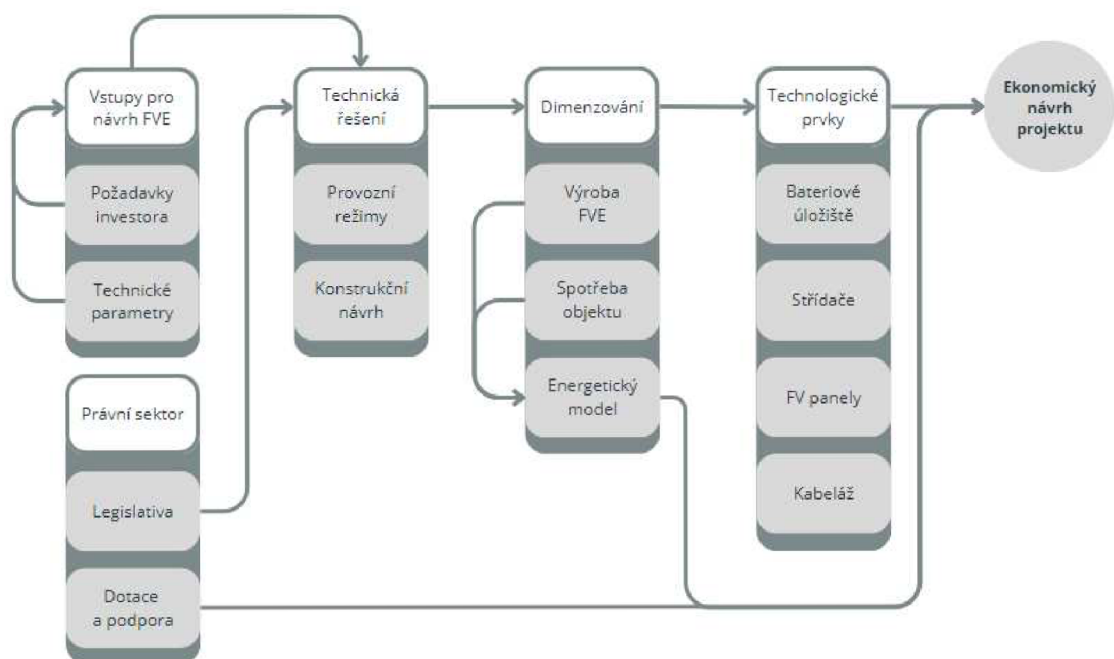 Vstupy pro
návrh FVE
Požadavky
investora
Technické
parametry
Právní sektor
Legislativa
Dotace
a podpora
Technická
řešení
Provozní
režimy
Konstrukční
návrh
Dimenzování
Výroba
FVE
Spotřeba
objektu
Energetický
model
Technologické
prvky
Bateriové
úložiště
Střídače
FV panely
Kabeláž
Ekonomický
návrh
projektu